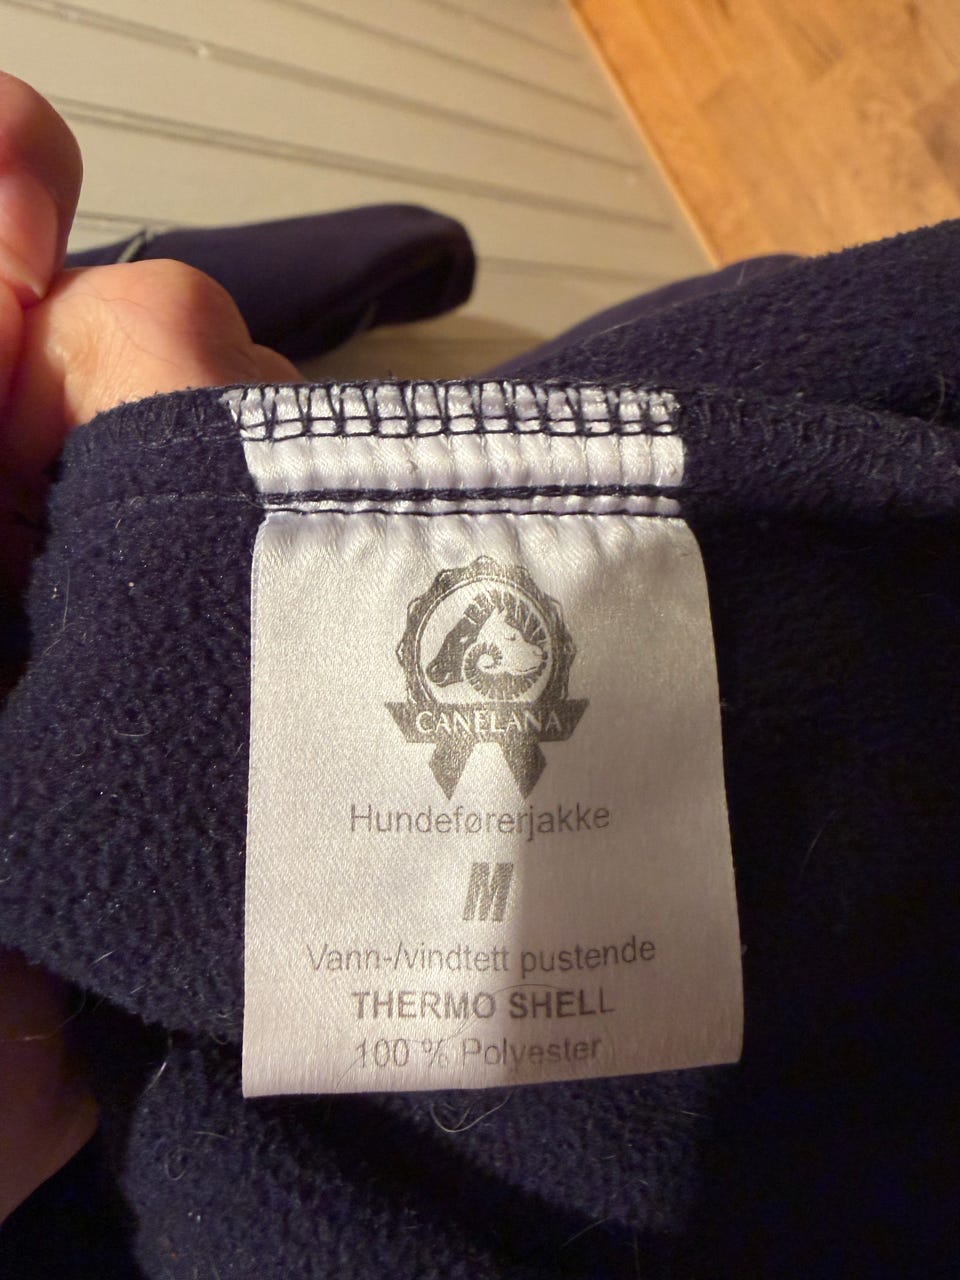 CANELANA
Hundeførerjakke
M
Vann-/vindtett pustende
THERMO SHELL
100 % Polyester